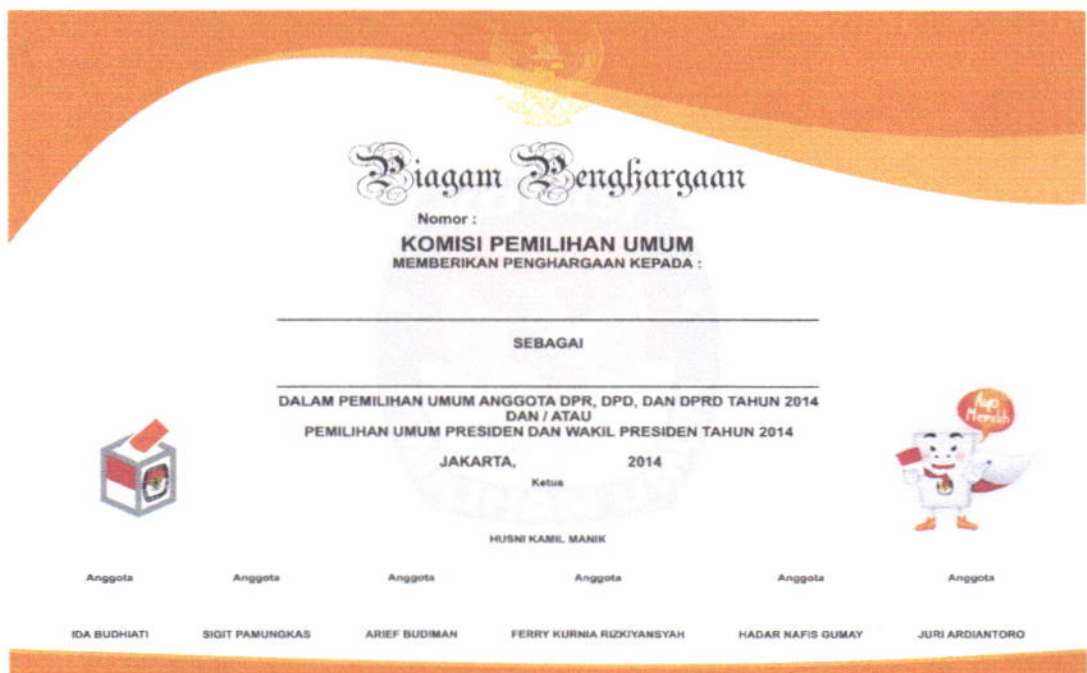 Piagam Penghargaan
Nomor :
KOMISI PEMILIHAN UMUM
MEMBERIKAN PENGHARGAAN KEPADA :
SEBAGAI
DALAM PEMILIHAN UMUM ANGGOTA DPR, DPD, DAN DPRD TAHUN 2014
DAN / ATAU
PEMILIHAN UMUM PRESIDEN DAN WAKIL PRESIDEN TAHUN 2014
Ayo
Memilih
JAKARTA, 2014
Ketua
HUSNI KAMIL MANIK
Anggota Anggota Anggota Anggota Anggota Anggota
IDA BUDHIATI SIGIT PAMUNGKAS ARIEF BUDIMAN FERRY KURNIA RIZKIYANSYAH HADAR NAFIS GUMAY JURI ARDIANTORO